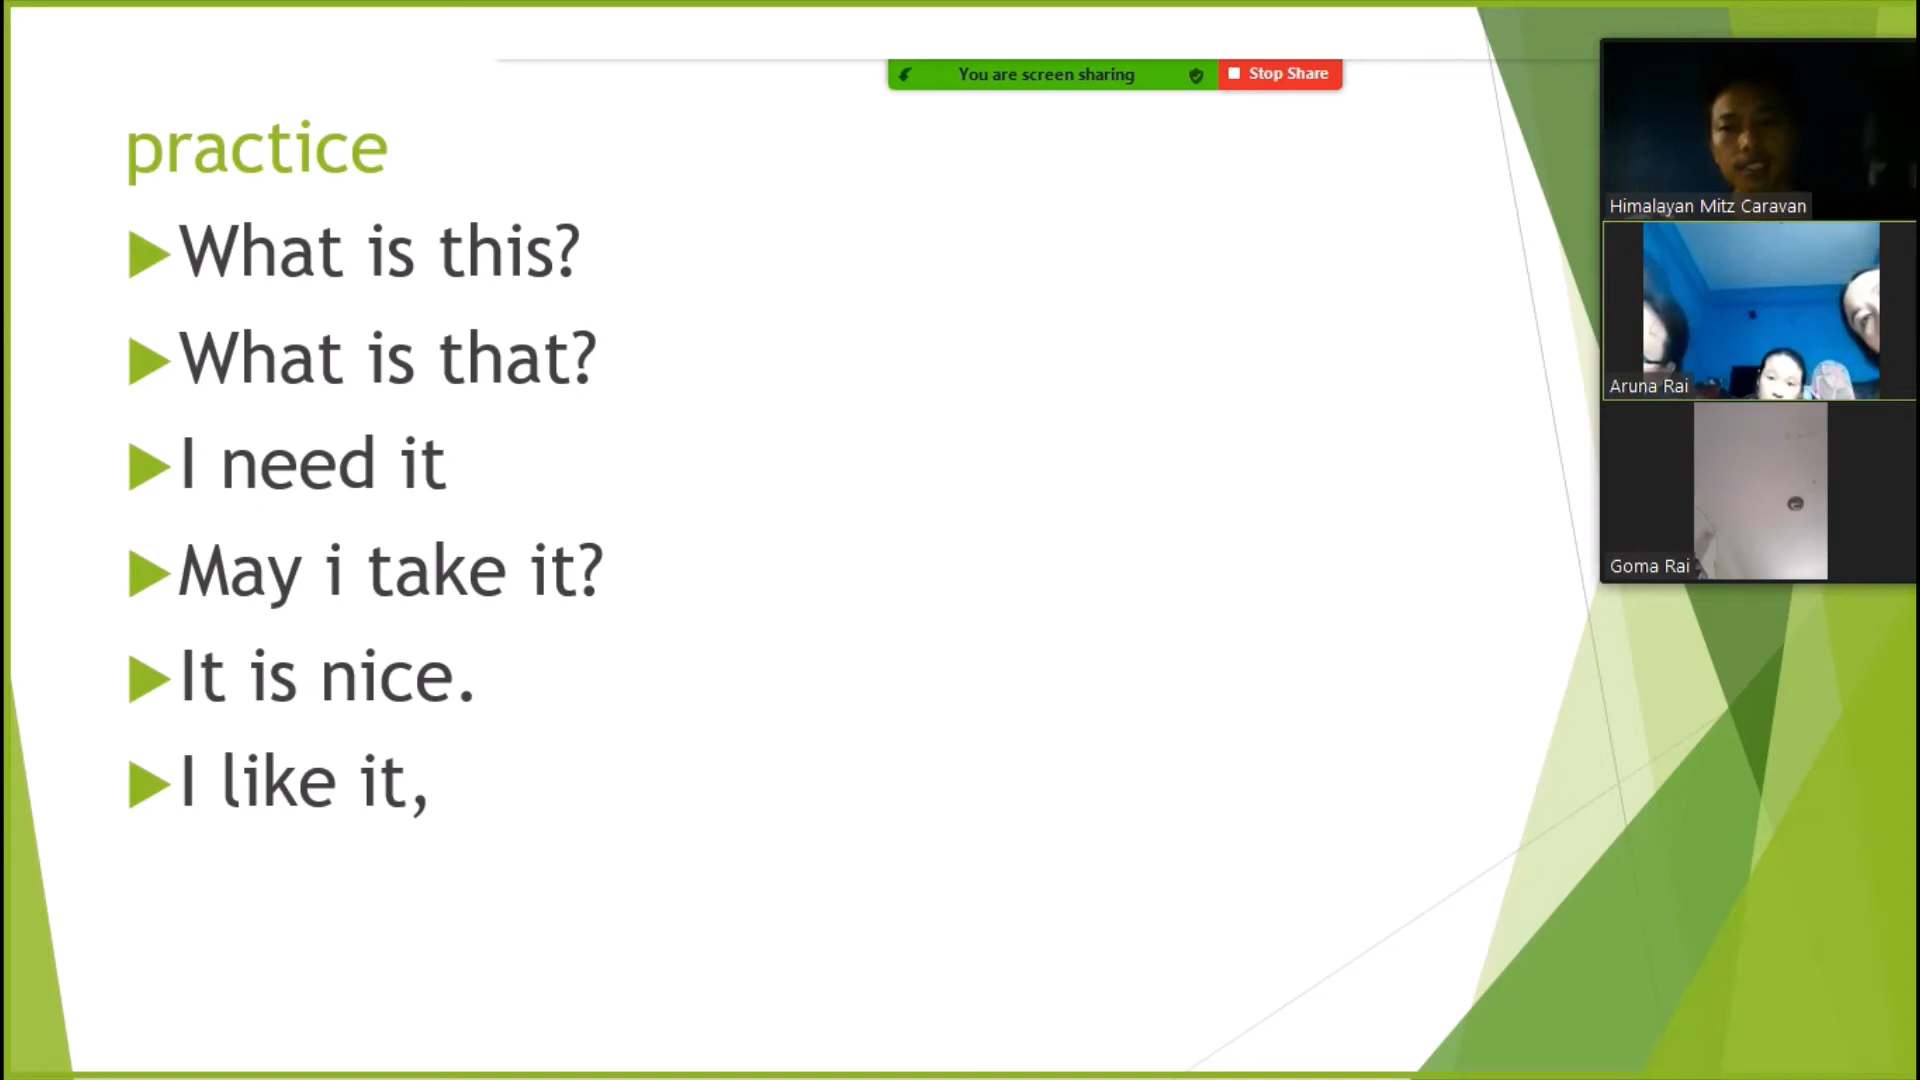 You are screen sharing
Stop Share
practice
What is this?
What is that?
I need it
May i take it?
It is nice.
I like it,
Himalayan Mitz Caravan
Aruna Rai
Goma Rai